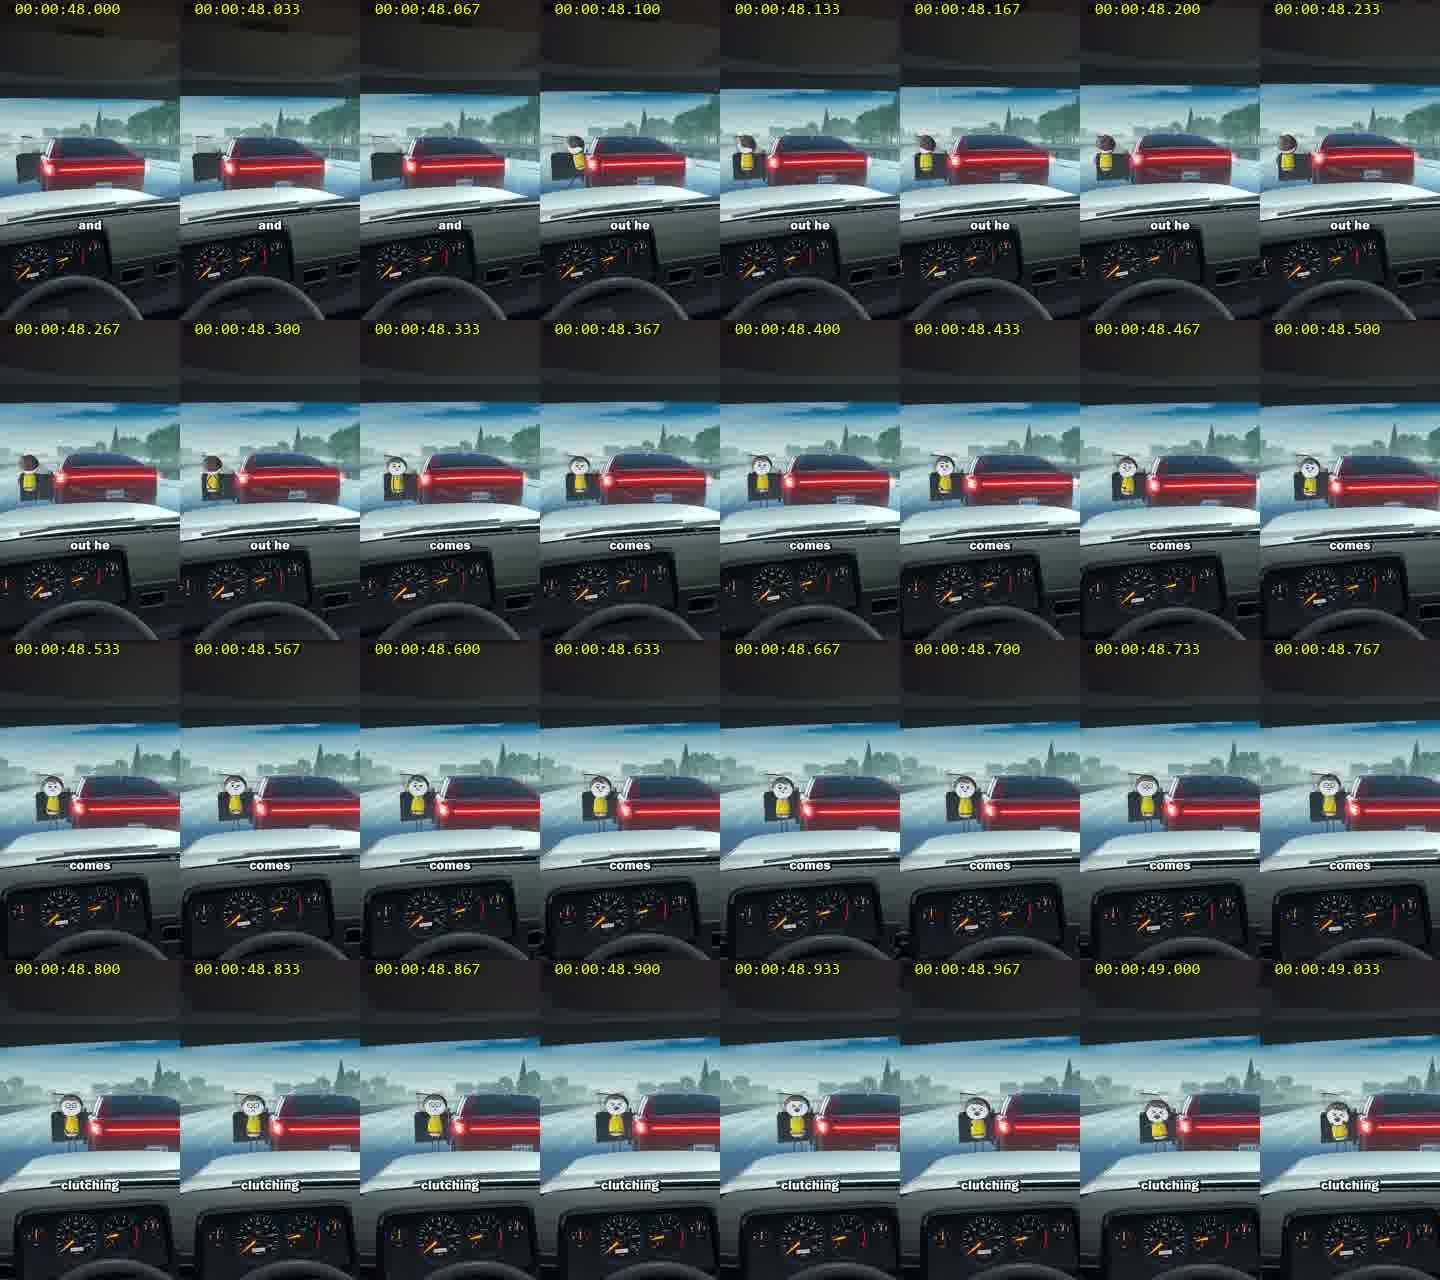 00:00:48.000 00:00:48.033 00:00:48.067 00:00:48.100 00:00:48.133 00:00:48.167 00:00:48.200 00:00:48.233
and and and out he out he out he out he out he
00:00:48.267 00:00:48.300 00:00:48.333 00:00:48.367 00:00:48.400 00:00:48.433 00:00:48.467 00:00:48.500
out he out he comes comes comes comes comes comes
00:00:48.533 00:00:48.567 00:00:48.600 00:00:48.633 00:00:48.667 00:00:48.700 00:00:48.733 00:00:48.767
comes comes comes comes comes comes comes comes
00:00:48.800 00:00:48.833 00:00:48.867 00:00:48.900 00:00:48.933 00:00:48.967 00:00:49.000 00:00:49.033
clutching clutching clutching clutching clutching clutching clutching clutching